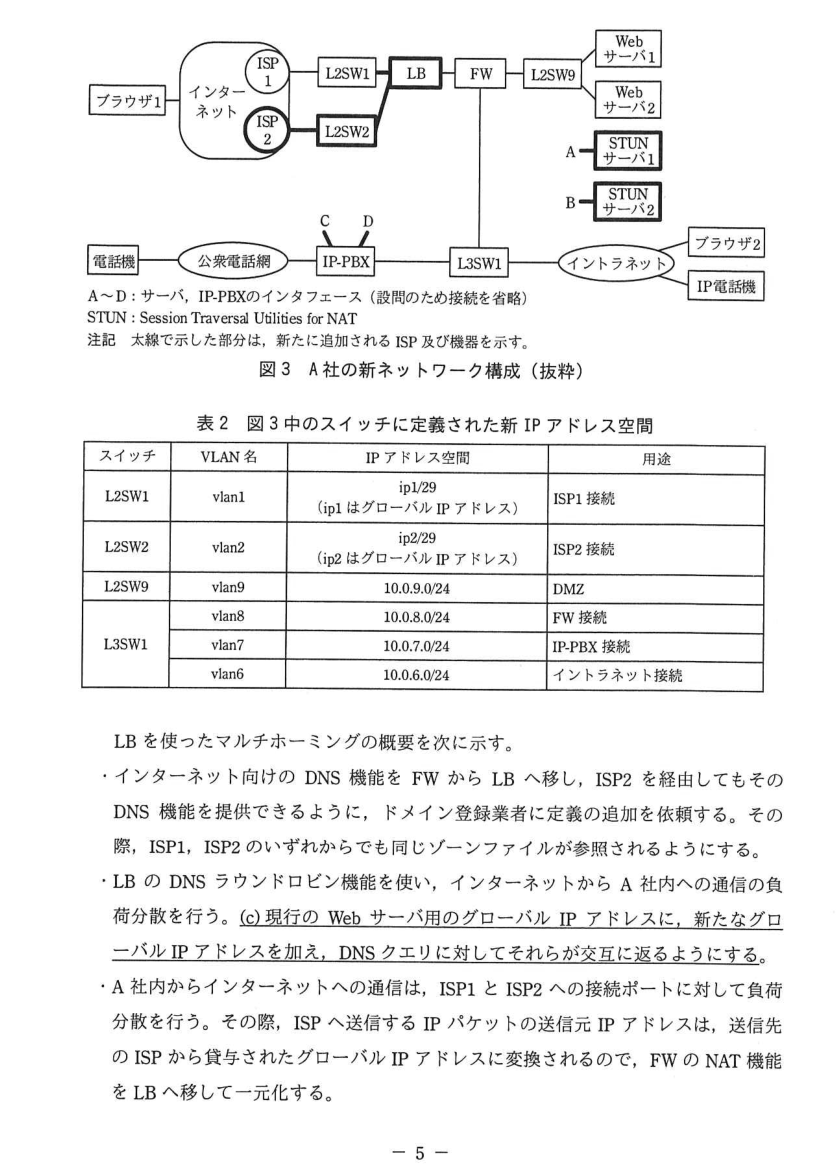 ISP
1
インター
ネット
ISP
2
ブラウザ1
L2SW1
L2SW2
LB
FW
L2SW9
Web
サーバ1
Web
サーバ2
A
STUN
サーバ1
B
STUN
サーバ2
C
D
電話機
公衆電話網
IP-PBX
L3SW1
イントラネット
ブラウザ2
IP電話機
A～D：サーバ，IP-PBXのインタフェース（設問のため接続を省略）
STUN：Session Traversal Utilities for NAT
注記　太線で示した部分は，新たに追加される ISP 及び機器を示す。
図3　A社の新ネットワーク構成（抜粋）
表2　図3中のスイッチに定義された新 IP アドレス空間
スイッチ　VLAN 名　IP アドレス空間　用途
L2SW1　vlan1　ip1/29　ISP1 接続
（ip1 はグローバル IP アドレス）
L2SW2　vlan2　ip2/29　ISP2 接続
（ip2 はグローバル IP アドレス）
L2SW9　vlan9　10.0.9.0/24　DMZ
L3SW1　vlan8　10.0.8.0/24　FW 接続
vlan7　10.0.7.0/24　IP-PBX 接続
vlan6　10.0.6.0/24　イントラネット接続
LB を使ったマルチホーミングの概要を次に示す。
・インターネット向けの DNS 機能を FW から LB へ移し，ISP2 を経由してもその
DNS 機能を提供できるように，ドメイン登録業者に定義の追加を依頼する。その
際，ISP1，ISP2 のいずれからでも同じゾーンファイルが参照されるようにする。
・LB の DNS ラウンドロビン機能を使い，インターネットから A 社内への通信の負
荷分散を行う。(c)現行の Web サーバ用のグローバル IP アドレスに，新たなグロ
ーバル IP アドレスを加え，DNS クエリに対してそれらが交互に返るようにする。
・A 社内からインターネットへの通信は，ISP1 と ISP2 への接続ポートに対して負荷
分散を行う。その際，ISP へ送信する IP パケットの送信元 IP アドレスは，送信先
の ISP から貸与されたグローバル IP アドレスに変換されるので，FW の NAT 機能
を LB へ移して一元化する。
－ 5 －